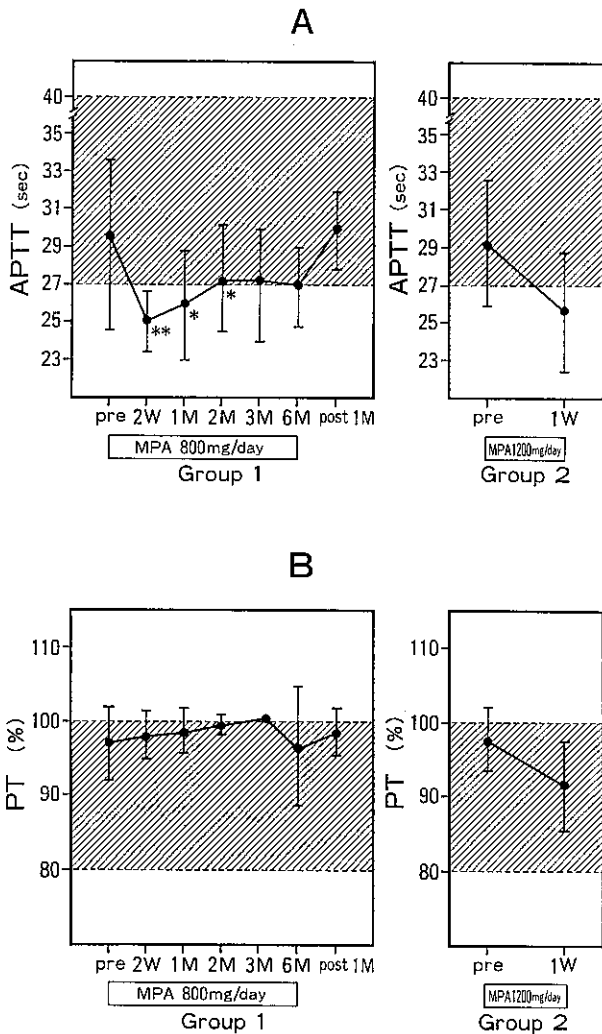 A
APTT (sec)
40
35
33
31
29
27
25
23
**
*
*
pre 2W 1M 2M 3M 6M post 1M
MPA 800mg/day
Group 1
APTT (sec)
40
35
33
31
29
27
25
23
pre 1W
MPA1200mg/day
Group 2
B
PT (%)
110
100
90
80
pre 2W 1M 2M 3M 6M post 1M
MPA 800mg/day
Group 1
PT (%)
110
100
90
80
pre 1W
MPA1200mg/day
Group 2